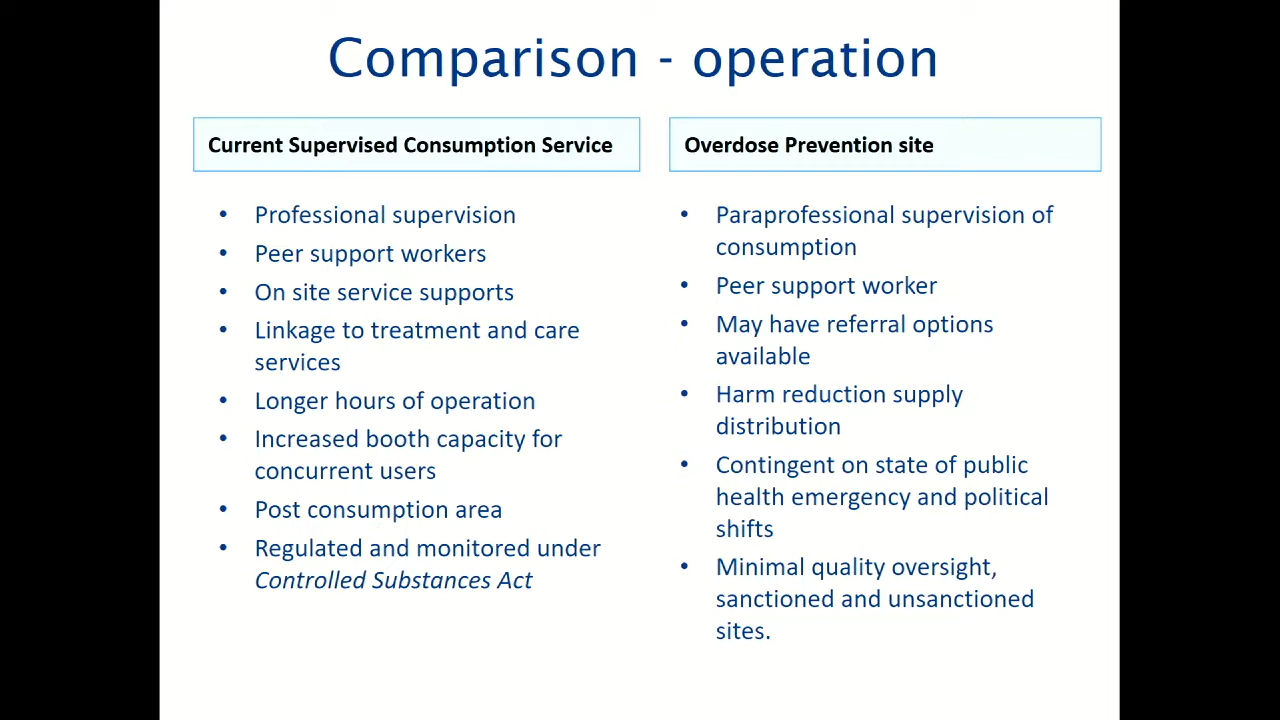 Comparison - operation
Current Supervised Consumption Service
• Professional supervision
• Peer support workers
• On site service supports
• Linkage to treatment and care
services
• Longer hours of operation
• Increased booth capacity for
concurrent users
• Post consumption area
• Regulated and monitored under
Controlled Substances Act
Overdose Prevention site
• Paraprofessional supervision of
consumption
• Peer support worker
• May have referral options
available
• Harm reduction supply
distribution
• Contingent on state of public
health emergency and political
shifts
• Minimal quality oversight,
sanctioned and unsanctioned
sites.